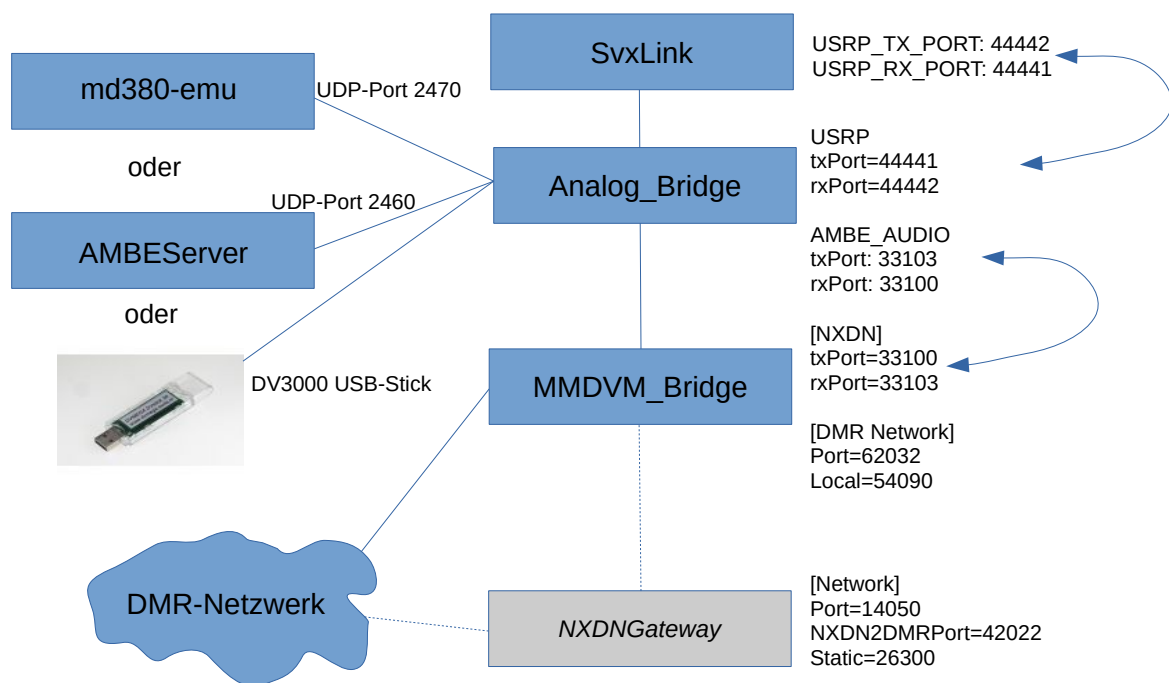 SvxLink
USRP_TX_PORT: 44442
USRP_RX_PORT: 44441
md380-emu
UDP-Port 2470
oder
USRP
txPort=44441
rxPort=44442
Analog_Bridge
UDP-Port 2460
AMBEServer
AMBE_AUDIO
txPort: 33103
rxPort: 33100
oder
[NXDN]
txPort=33100
rxPort=33103
DV3000 USB-Stick
MMDVM_Bridge
[DMR Network]
Port=62032
Local=54090
DMR-Netzwerk
NXDNGateway
[Network]
Port=14050
NXDN2DMRPort=42022
Static=26300